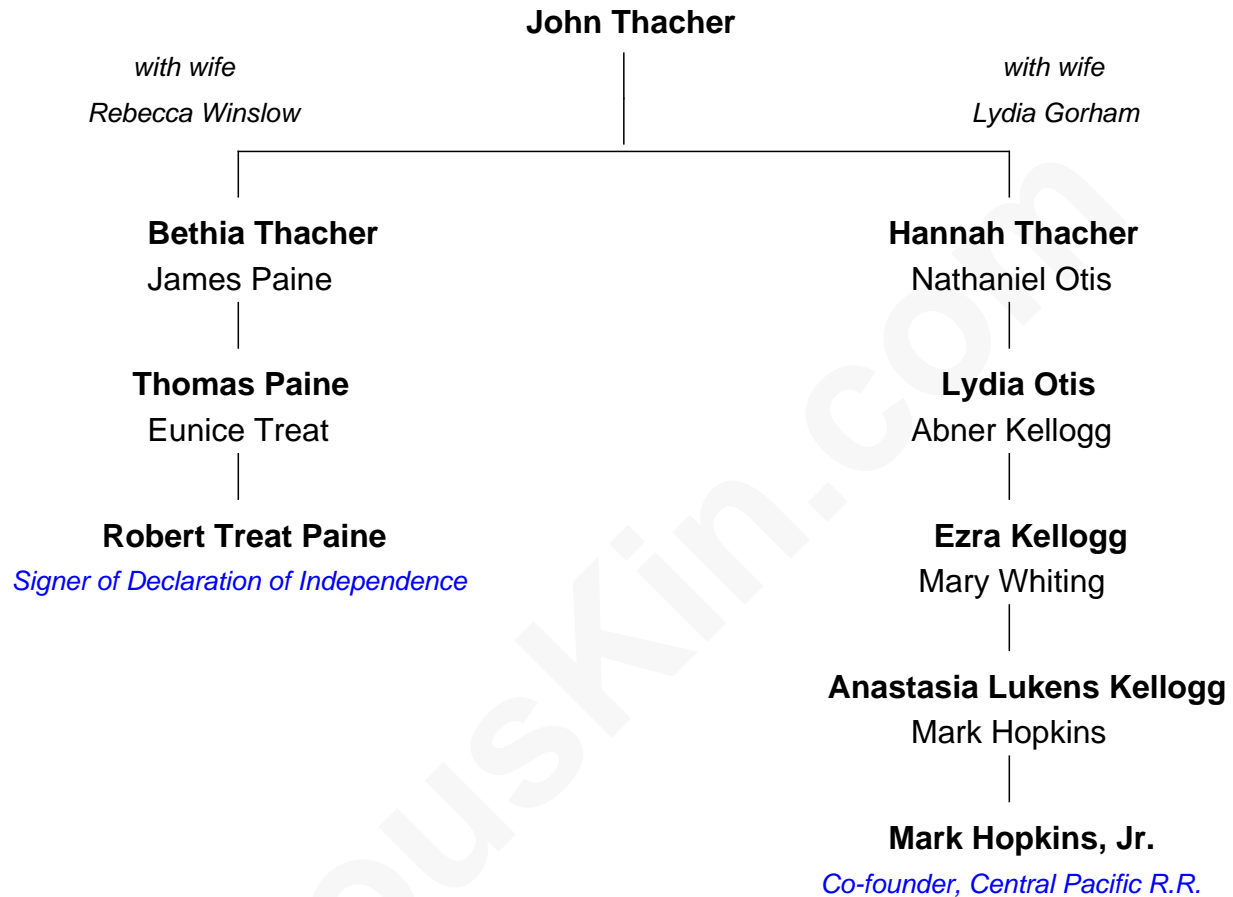 John Thacher
with wife
Rebecca Winslow
with wife
Lydia Gorham
Bethia Thacher
James Paine
Thomas Paine
Eunice Treat
Robert Treat Paine
Signer of Declaration of Independence
Hannah Thacher
Nathaniel Otis
Lydia Otis
Abner Kellogg
Ezra Kellogg
Mary Whiting
Anastasia Lukens Kellogg
Mark Hopkins
Mark Hopkins, Jr.
Co-founder, Central Pacific R.R.
ousKin.com